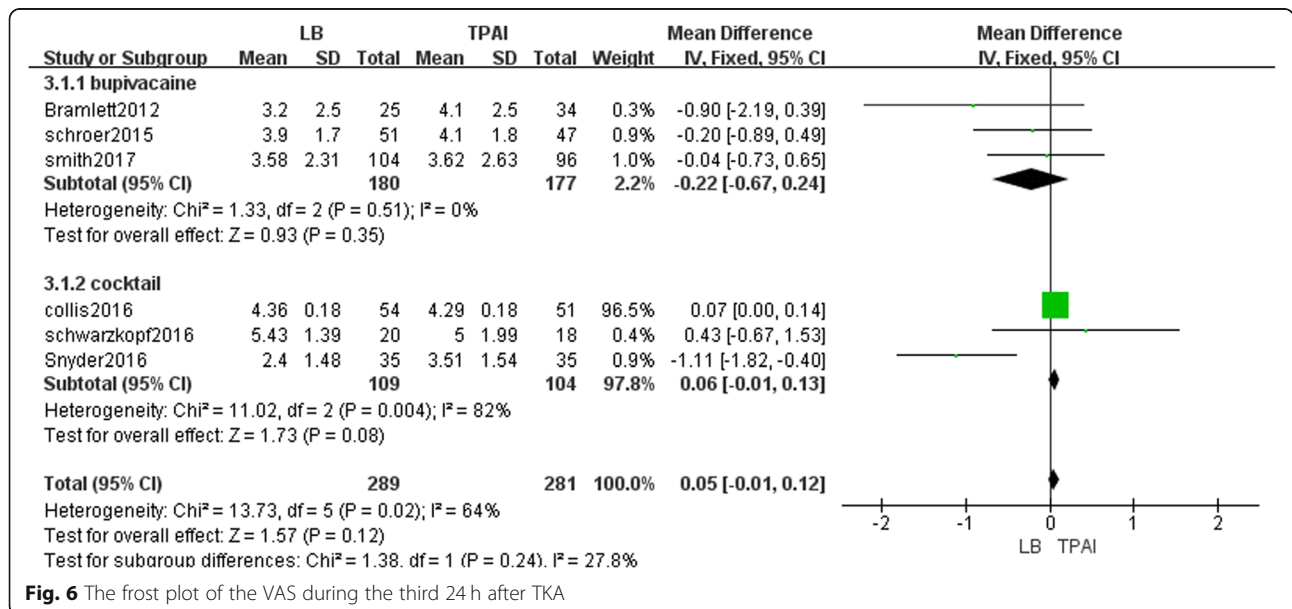 LB TPAI Mean Difference Mean Difference
Study or Subgroup Mean SD Total Mean SD Total Weight IV, Fixed, 95% CI IV, Fixed, 95% CI
3.1.1 bupivacaine
Bramlett2012 3.2 2.5 25 4.1 2.5 34 0.3% -0.90 [-2.19, 0.39]
schroer2015 3.9 1.7 51 4.1 1.8 47 0.9% -0.20 [-0.89, 0.49]
smith2017 3.58 2.31 104 3.62 2.63 96 1.0% -0.04 [-0.73, 0.65]
Subtotal (95% CI) 180 177 2.2% -0.22 [-0.67, 0.24]
Heterogeneity: Chi² = 1.33, df = 2 (P = 0.51); I² = 0%
Test for overall effect: Z = 0.93 (P = 0.35)
3.1.2 cocktail
collis2016 4.36 0.18 54 4.29 0.18 51 96.5% 0.07 [0.00, 0.14]
schwarzkopf2016 5.43 1.39 20 5 1.99 18 0.4% 0.43 [-0.67, 1.53]
Snyder2016 2.4 1.48 35 3.51 1.54 35 0.9% -1.11 [-1.82, -0.40]
Subtotal (95% CI) 109 104 97.8% 0.06 [-0.01, 0.13]
Heterogeneity: Chi² = 11.02, df = 2 (P = 0.004); I² = 82%
Test for overall effect: Z = 1.73 (P = 0.08)
Total (95% CI) 289 281 100.0% 0.05 [-0.01, 0.12]
Heterogeneity: Chi² = 13.73, df = 5 (P = 0.02); I² = 64%
Test for overall effect: Z = 1.57 (P = 0.12)
Test for subgroup differences: Chi² = 1.38, df = 1 (P = 0.24), I² = 27.8%
-2 -1 0 1 2
LB TPAI
Fig. 6 The frost plot of the VAS during the third 24 h after TKA